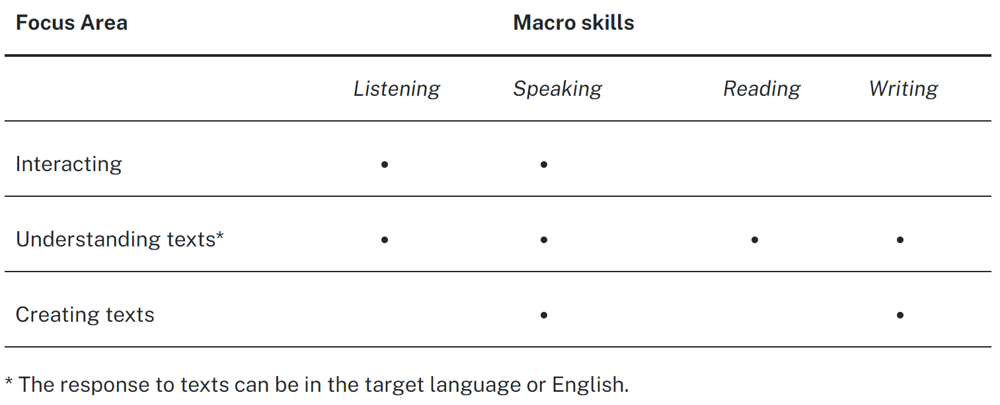 Focus Area Macro skills
Listening Speaking Reading Writing
Interacting • •
Understanding texts* • • • •
Creating texts • •
* The response to texts can be in the target language or English.